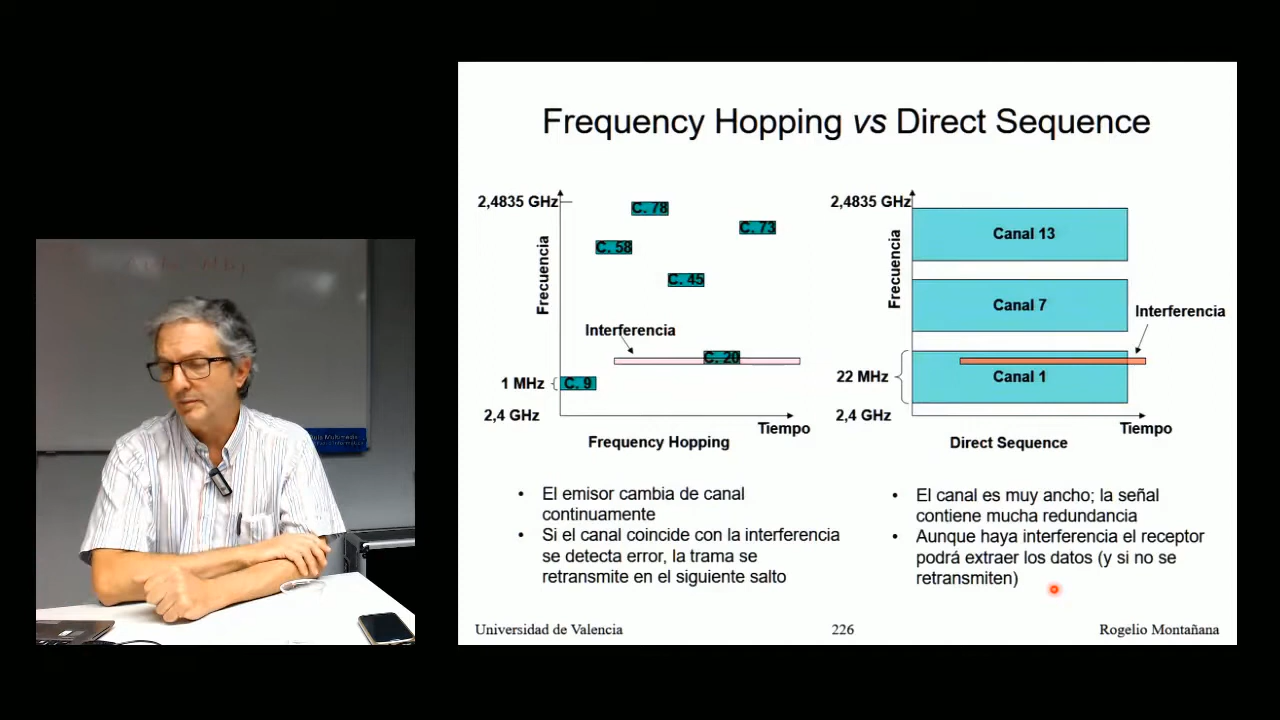 Frequency Hopping vs Direct Sequence
2,4835 GHz
Frecuencia
C. 78
C. 73
C. 58
C. 45
Interferencia
C. 20
1 MHz
C. 9
2,4 GHz
Tiempo
Frequency Hopping
2,4835 GHz
Frecuencia
Canal 13
Canal 7
Interferencia
22 MHz
Canal 1
2,4 GHz
Tiempo
Direct Sequence
• El emisor cambia de canal
continuamente
• Si el canal coincide con la interferencia
se detecta error, la trama se
retransmite en el siguiente salto
• El canal es muy ancho; la señal
contiene mucha redundancia
• Aunque haya interferencia el receptor
podrá extraer los datos (y si no se
retransmiten)
Universidad de Valencia
226
Rogelio Montañana